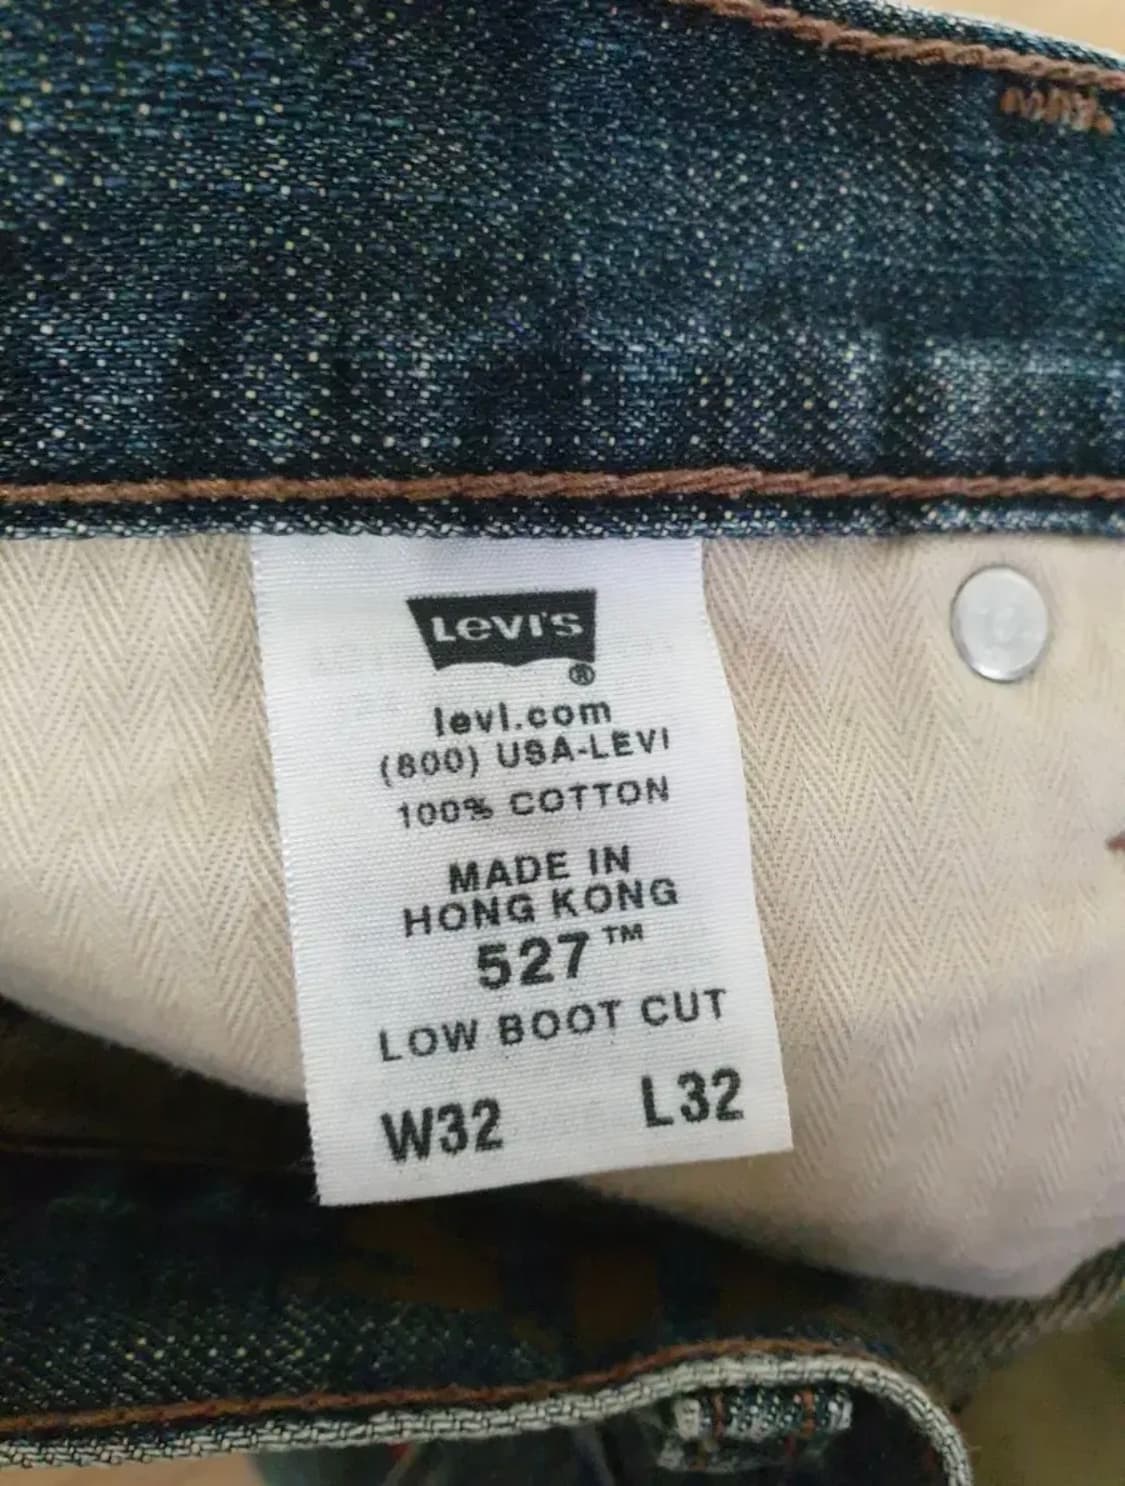 LEVI'S
®
levi.com
(800) USA-LEVI
100% COTTON
MADE IN
HONG KONG
527™
LOW BOOT CUT
W32 L32